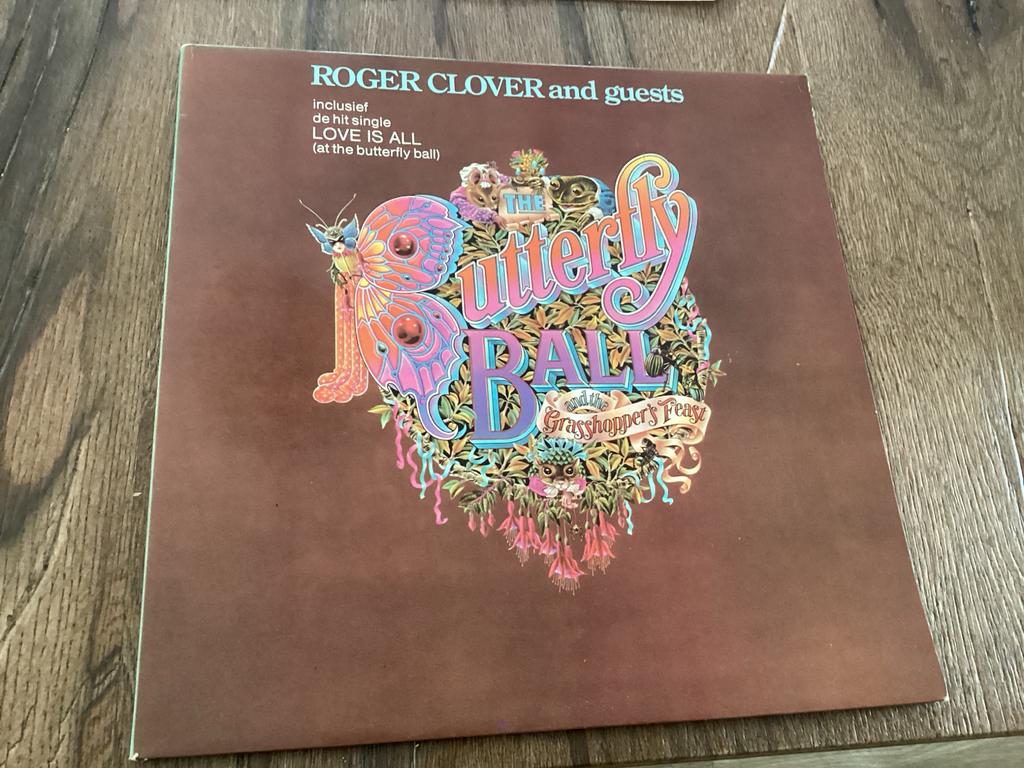 ROGER CLOVER and guests
inclusief
de hit single
LOVE IS ALL
(at the butterfly ball)
THE
Butterfly
BALL
and the
Grasshopper's Feast